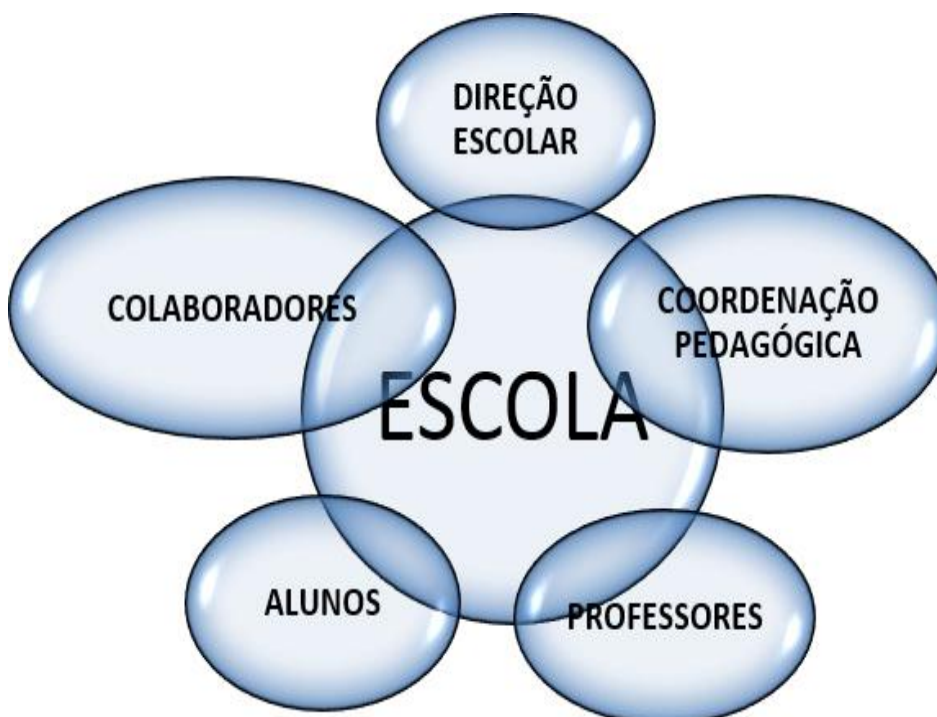 DIREÇÃO
ESCOLAR
COLABORADORES
COORDENAÇÃO
PEDAGÓGICA
ESCOLA
ALUNOS
PROFESSORES